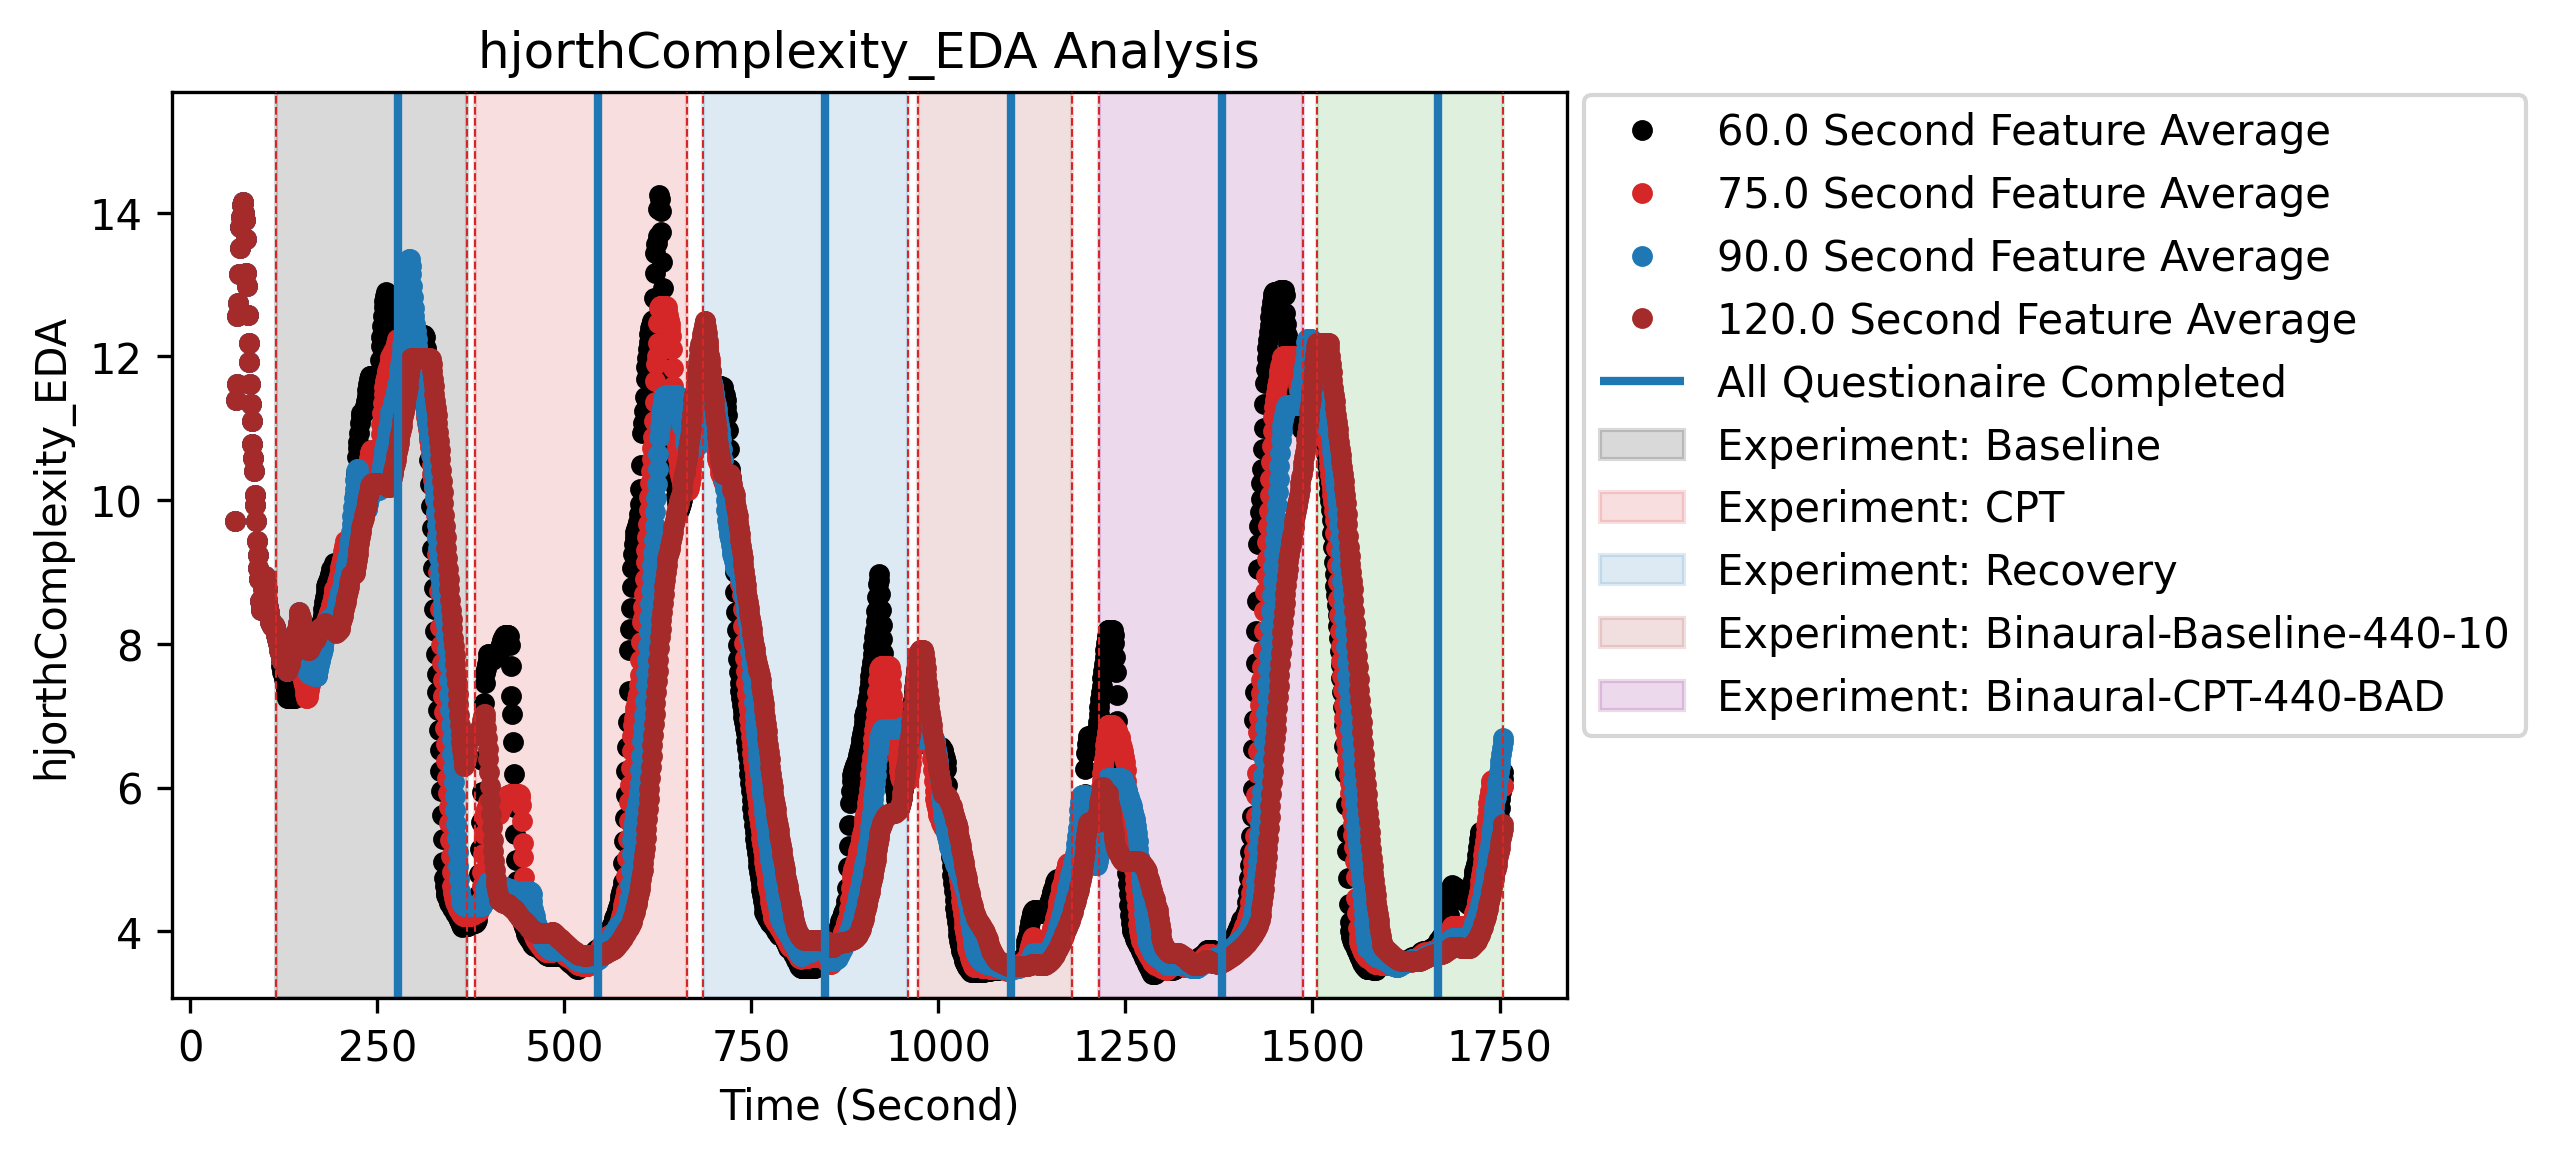 hjorthComplexity_EDA Analysis
hjorthComplexity_EDA
14
12
10
8
6
4
0 250 500 750 1000 1250 1500 1750
Time (Second)
60.0 Second Feature Average
75.0 Second Feature Average
90.0 Second Feature Average
120.0 Second Feature Average
All Questionaire Completed
Experiment: Baseline
Experiment: CPT
Experiment: Recovery
Experiment: Binaural-Baseline-440-10
Experiment: Binaural-CPT-440-BAD